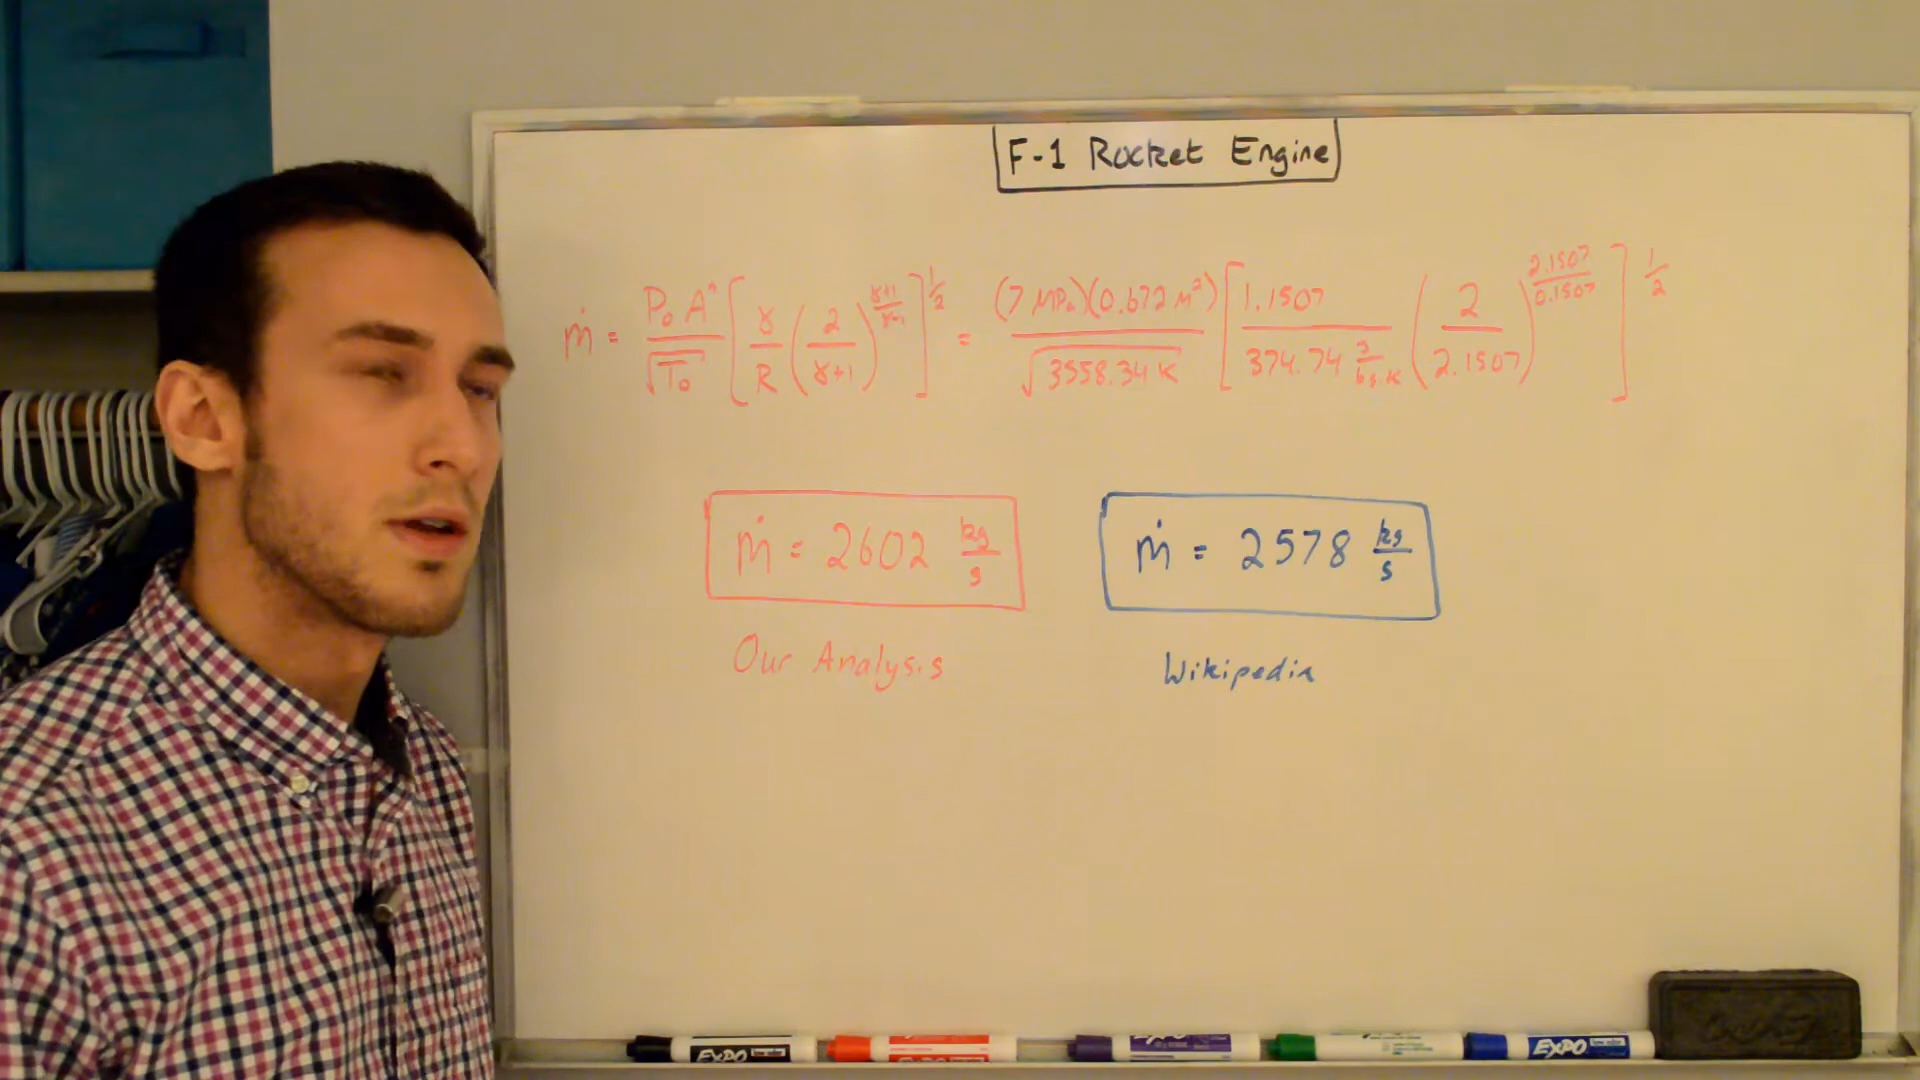 F-1 Rocket Engine
ṁ = P₀ A* / √T₀ [ γ/R ( 2/(γ+1) )^((γ+1)/(γ-1)) ]^(1/2) = (7 MPa)(0.672 m²) / √3558.34 K [ 1.1507 / 374.74 J/kg·K ( 2/2.1507 )^(2.1507/0.1507) ]^(1/2)
ṁ = 2602 kg/s
ṁ = 2578 kg/s
Our Analysis
Wikipedia
EXPO
EXPO
EXPO